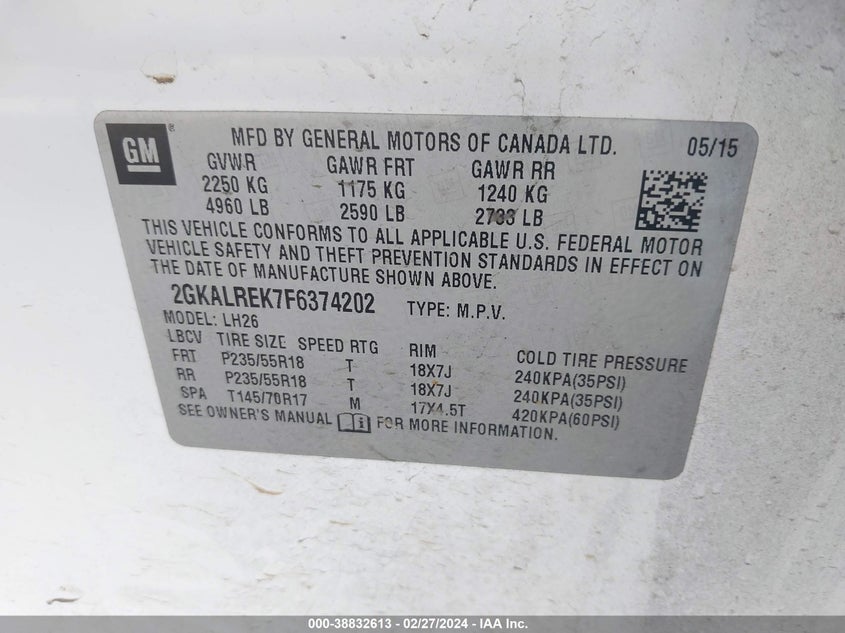 GM ®
MFD BY GENERAL MOTORS OF CANADA LTD. 05/15
GVWR GAWR FRT GAWR RR
2250 KG 1175 KG 1240 KG
4960 LB 2590 LB 2733 LB
THIS VEHICLE CONFORMS TO ALL APPLICABLE U.S. FEDERAL MOTOR
VEHICLE SAFETY AND THEFT PREVENTION STANDARDS IN EFFECT ON
THE DATE OF MANUFACTURE SHOWN ABOVE.
2GKALREK7F6374202 TYPE: M.P.V.
MODEL: LH26
LBCV TIRE SIZE SPEED RTG RIM COLD TIRE PRESSURE
FRT P235/55R18 T 18X7J 240KPA(35PSI)
RR P235/55R18 T 18X7J 240KPA(35PSI)
SPA T145/70R17 M 17X4.5T 420KPA(60PSI)
SEE OWNER'S MANUAL FOR MORE INFORMATION.
000-38832613 - 02/27/2024 - IAA Inc.